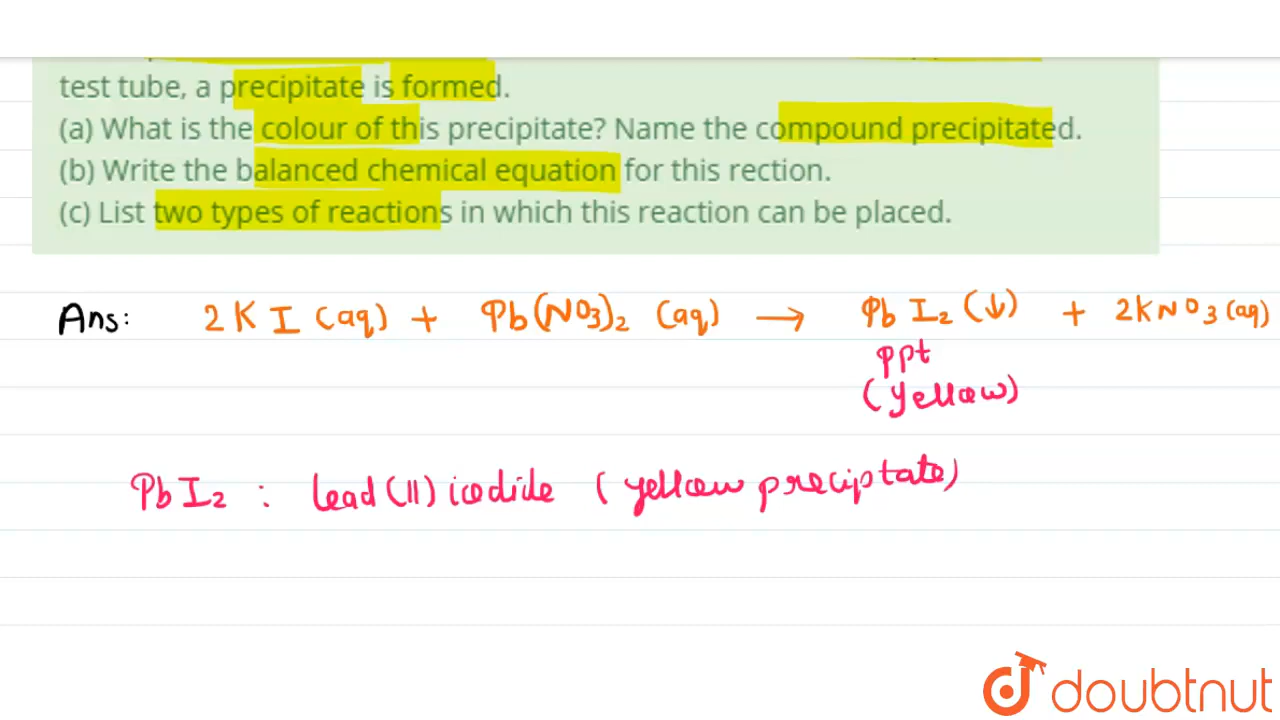 test tube, a precipitate is formed.
(a) What is the colour of this precipitate? Name the compound precipitated.
(b) Write the balanced chemical equation for this rection.
(c) List two types of reactions in which this reaction can be placed.
Ans: 2KI (aq) + Pb(NO3)2 (aq) → PbI2 (↓) + 2KNO3 (aq)
ppt
(yellow)
PbI2 : lead (II) iodide (yellow preciptate)
doubtnut